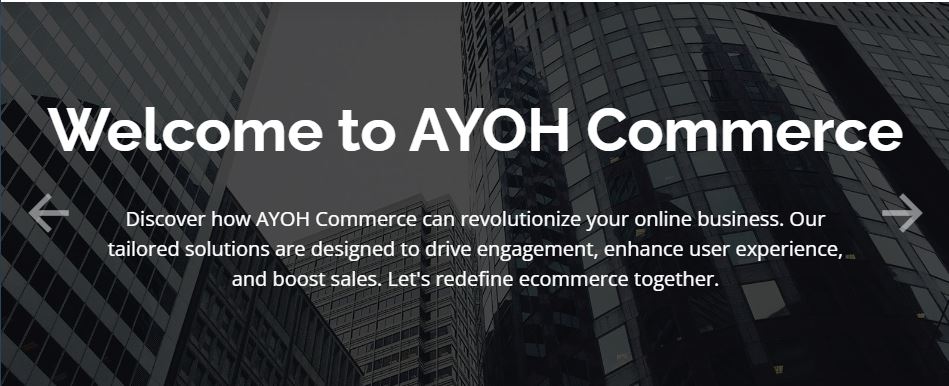 Welcome to AYOH Commerce
Discover how AYOH Commerce can revolutionize your online business. Our
tailored solutions are designed to drive engagement, enhance user experience,
and boost sales. Let's redefine ecommerce together.